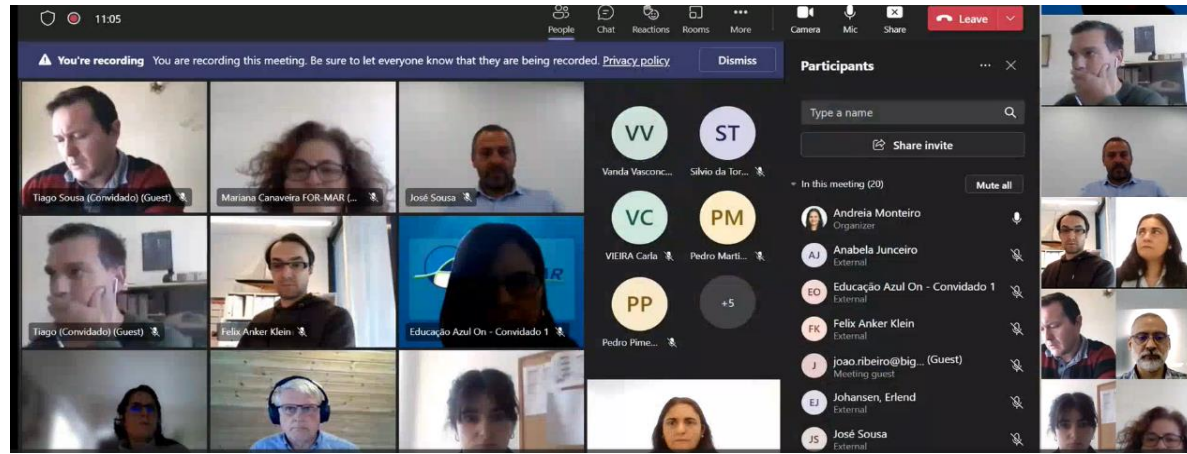 11:05
People
Chat
Reactions
Rooms
More
Camera
Mic
Share
Leave
You're recording You are recording this meeting. Be sure to let everyone know that they are being recorded. Privacy policy
Dismiss
Tiago Sousa (Convidado) (Guest)
Mariana Canaveira FOR-MAR (...
José Sousa
Tiago (Convidado) (Guest)
Felix Anker Klein
Educação Azul On - Convidado 1
VV
Vanda Vasconc...
ST
Silvio da Tor...
VC
VIEIRA Carla
PM
Pedro Marti...
PP
Pedro Pime...
+5
Participants
Type a name
Share invite
In this meeting (20)
Mute all
Andreia Monteiro
Organizer
AJ
Anabela Junceiro
External
EO
Educação Azul On - Convidado 1
External
FK
Felix Anker Klein
External
J
joao.ribeiro@big... (Guest)
Meeting guest
EJ
Johansen, Erlend
External
JS
José Sousa
External